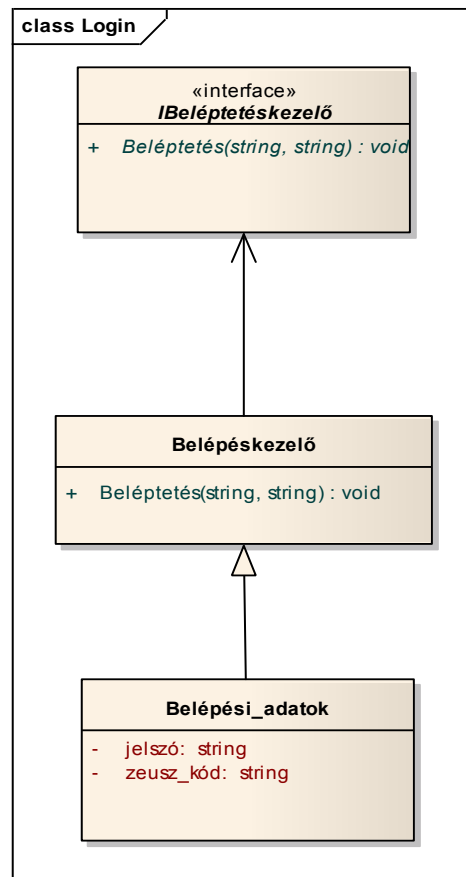 class Login
«interface»
IBeléptetéskezelő
+ Beléptetés(string, string) : void
Belépéskezelő
+ Beléptetés(string, string) : void
Belépési_adatok
- jelszó: string
- zeusz_kód: string